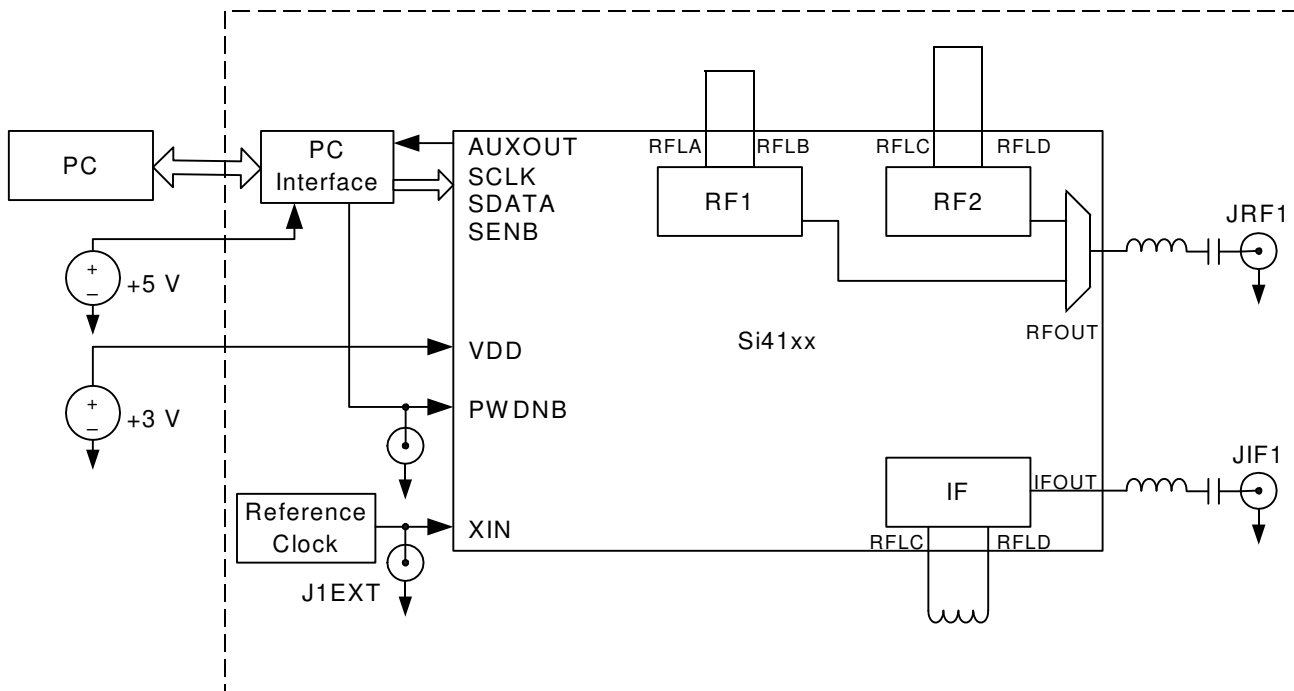 PC
PC
Interface
AUXOUT
SCLK
SDATA
SENB
RFLA
RFLB
RFLC
RFLD
RF1
RF2
JRF1
+
–
+5 V
RFOUT
Si41xx
VDD
+
–
+3 V
PWDNB
JIF1
IF
IFOUT
Reference
Clock
XIN
RFLC
RFLD
J1EXT